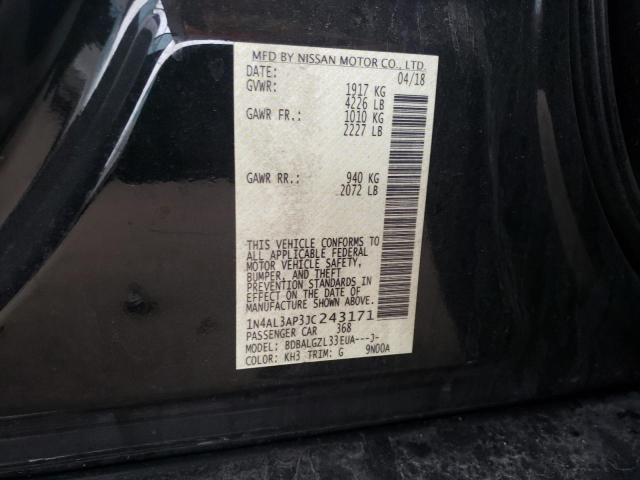 MFD BY NISSAN MOTOR CO., LTD.
DATE: 04/18
GVWR: 1917 KG
4226 LB
GAWR FR.: 1010 KG
2227 LB
GAWR RR.: 940 KG
2072 LB
THIS VEHICLE CONFORMS TO
ALL APPLICABLE FEDERAL
MOTOR VEHICLE SAFETY,
BUMPER, AND THEFT
PREVENTION STANDARDS IN
EFFECT ON THE DATE OF
MANUFACTURE SHOWN ABOVE.
1N4AL3AP3JC243171
PASSENGER CAR 368
MODEL: BDBALGZL33EUA---J-
COLOR: KH3 TRIM: G 9N00A